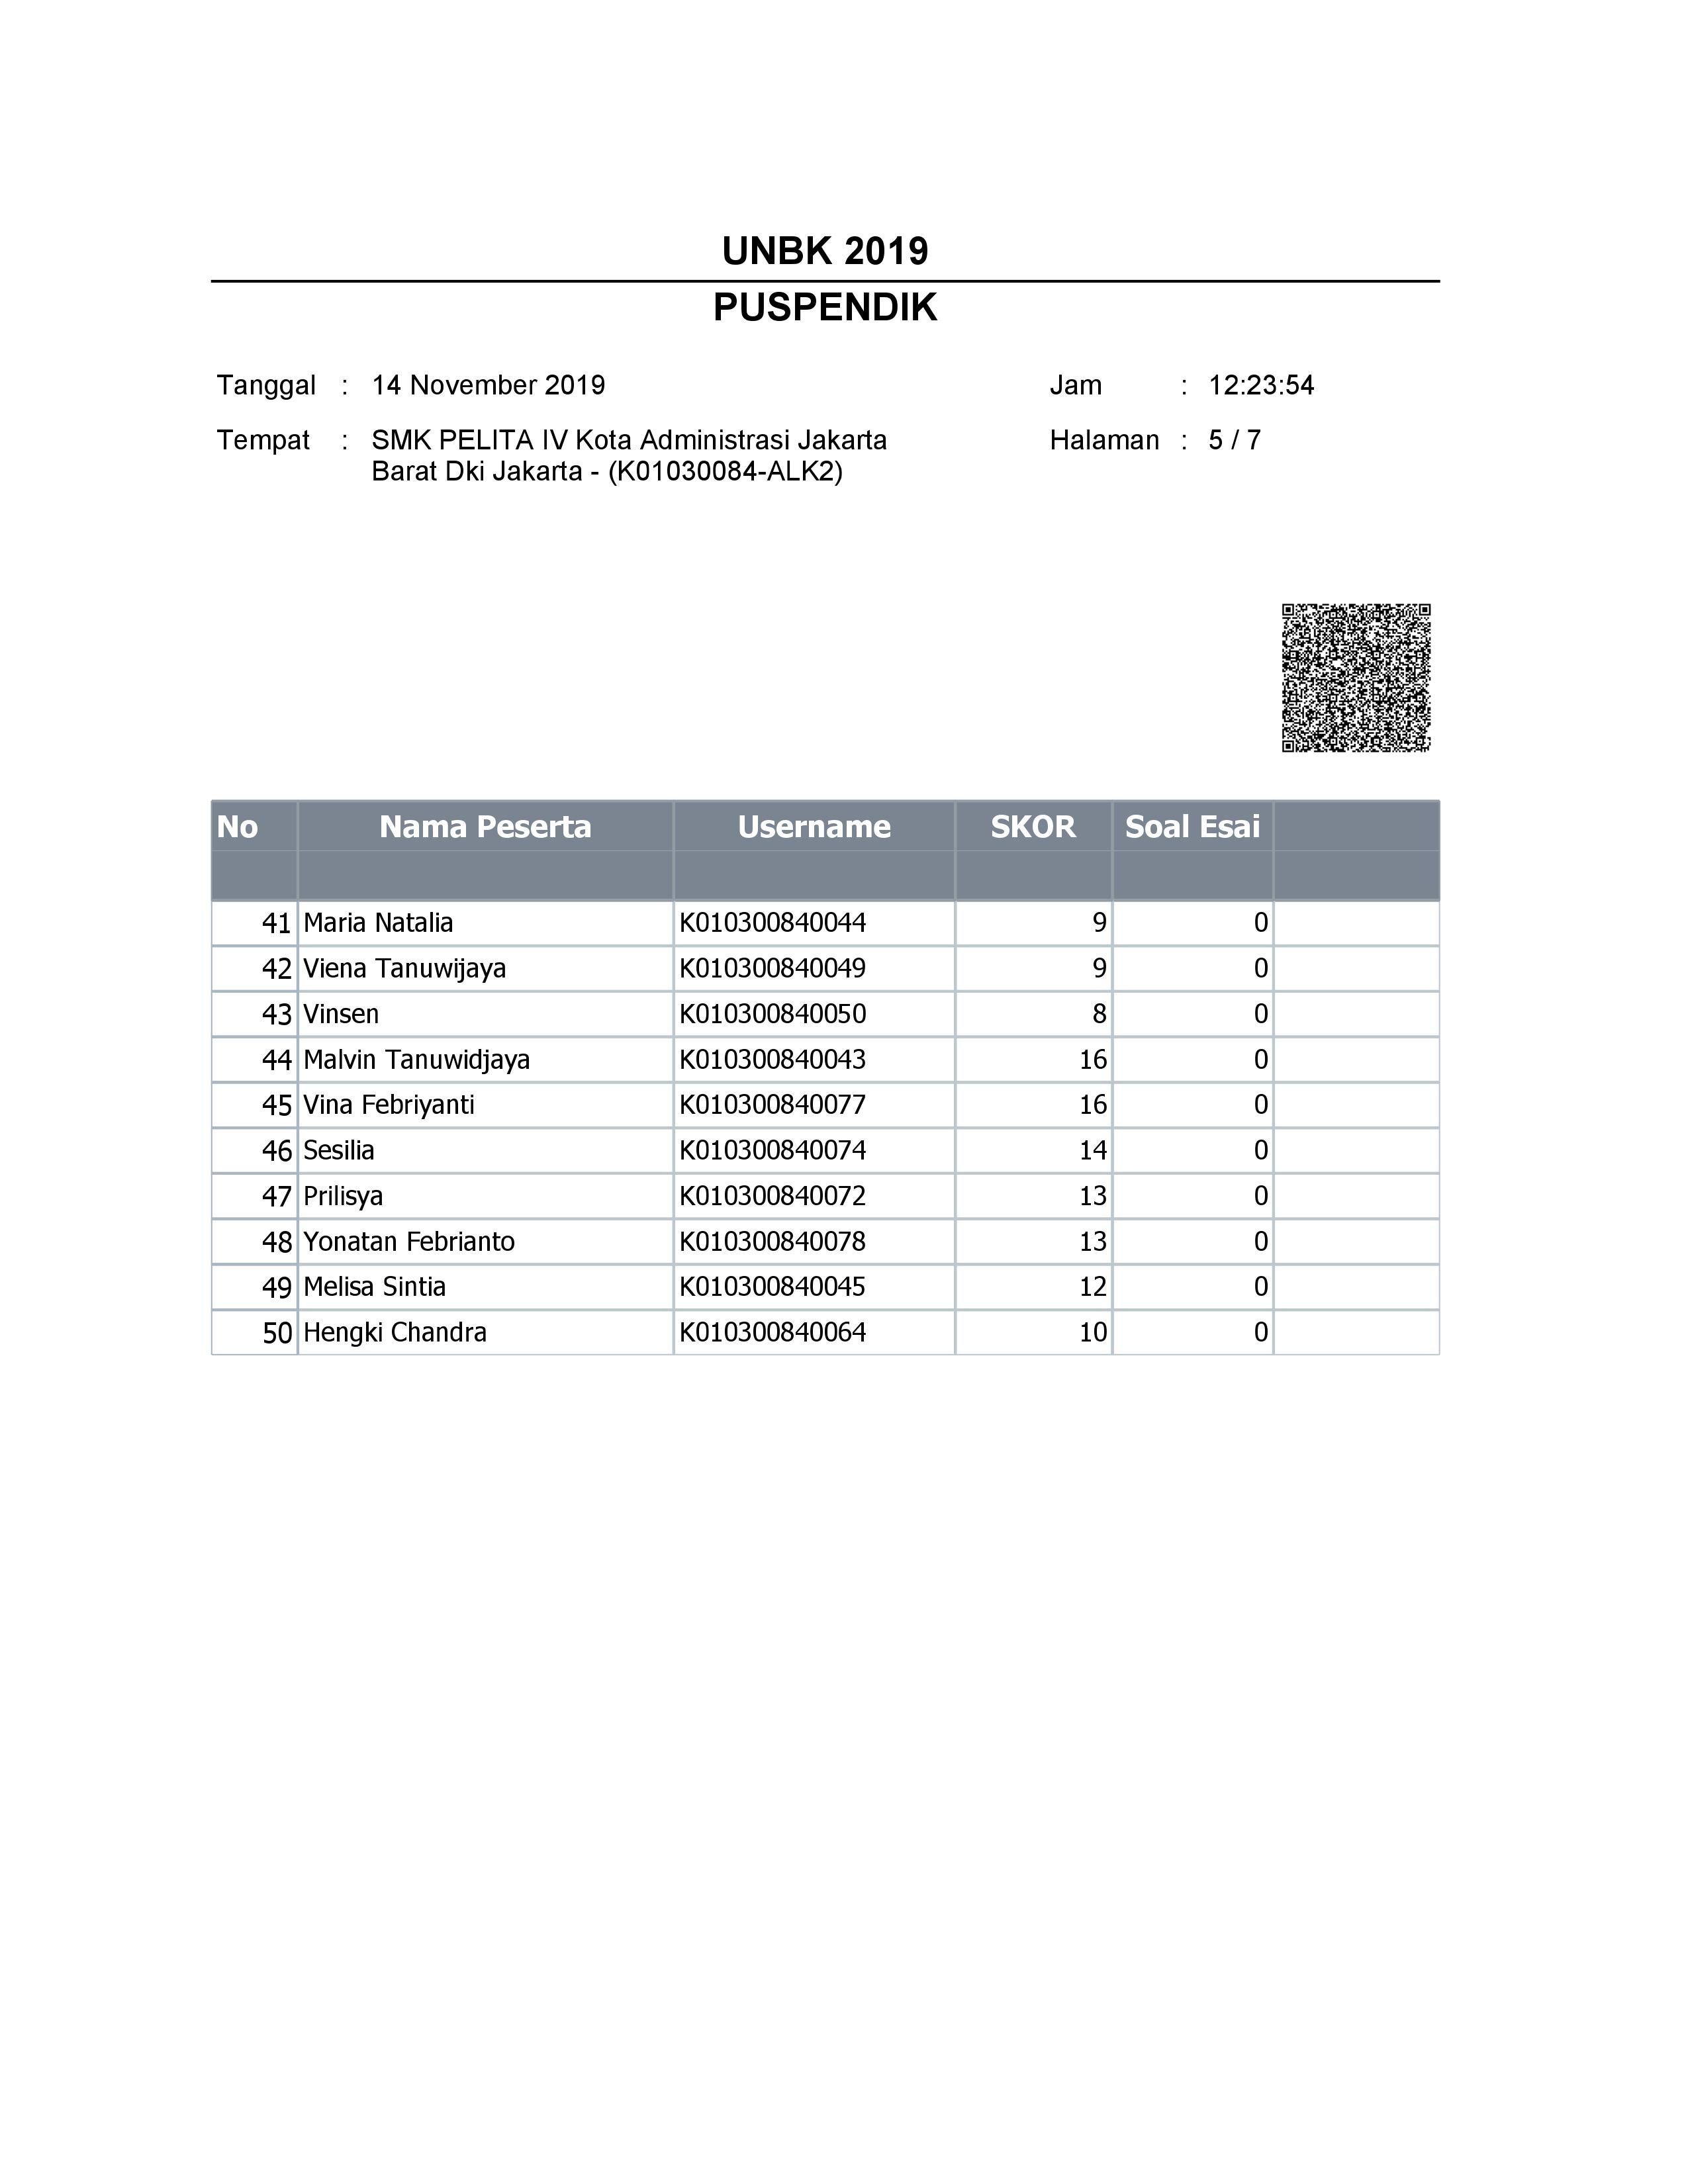 UNBK 2019
PUSPENDIK
Tanggal : 14 November 2019 Jam : 12:23:54
Tempat : SMK PELITA IV Kota Administrasi Jakarta Halaman : 5 / 7
Barat Dki Jakarta - (K01030084-ALK2)
No Nama Peserta Username SKOR Soal Esai
41 Maria Natalia K010300840044 9 0
42 Viena Tanuwijaya K010300840049 9 0
43 Vinsen K010300840050 8 0
44 Malvin Tanuwidjaya K010300840043 16 0
45 Vina Febriyanti K010300840077 16 0
46 Sesilia K010300840074 14 0
47 Prilisya K010300840072 13 0
48 Yonatan Febrianto K010300840078 13 0
49 Melisa Sintia K010300840045 12 0
50 Hengki Chandra K010300840064 10 0